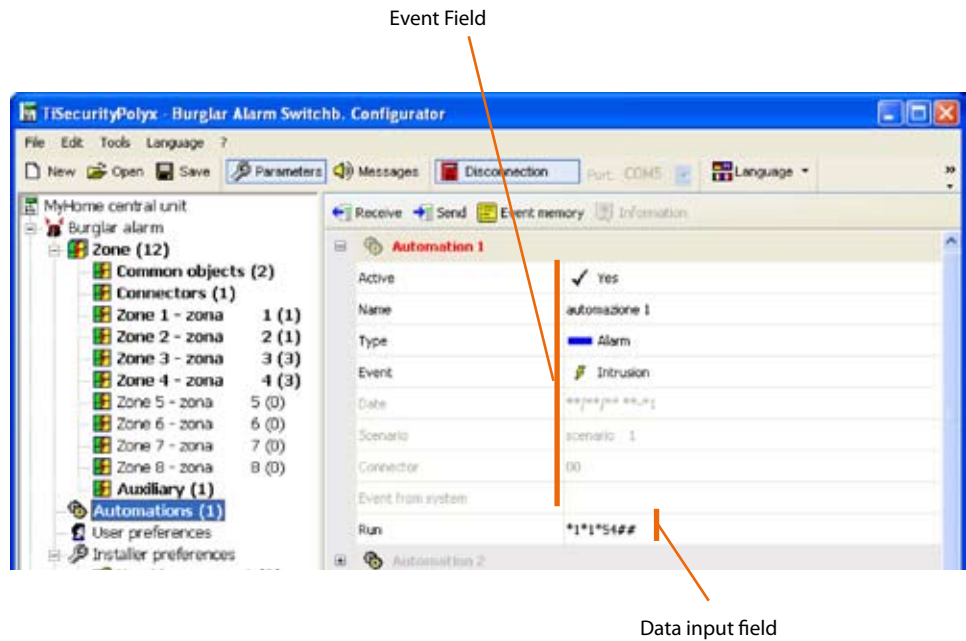 Event Field
TiSecurityPolyx - Burglar Alarm Switchb. Configurator
File Edit Tools Language ?
New Open Save Parameters Messages Disconnection Port: COM5 Language »
MyHome central unit
Receive Send Event memory Information
Burglar alarm
Automation 1
Zone (12)
Common objects (2)
Active Yes
Connectors (1)
Name automazione 1
Zone 1 - zona 1 (1)
Zone 2 - zona 2 (1)
Type Alarm
Zone 3 - zona 3 (3)
Event Intrusion
Zone 4 - zona 4 (3)
Zone 5 - zona 5 (0)
Date
Zone 6 - zona 6 (0)
Scenario scenario 1
Zone 7 - zona 7 (0)
Zone 8 - zona 8 (0)
Connector 00
Auxiliary (1)
Event from system
Automations (1)
User preferences
Run *1*1*54##
Installer preferences
Automation 2
Data input field